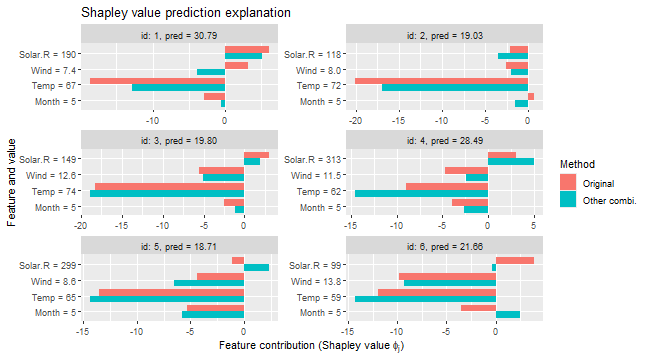 Shapley value prediction explanation
id: 1, pred = 30.79
Solar.R = 190
Wind = 7.4
Temp = 67
Month = 5
-10 0
id: 2, pred = 19.03
Solar.R = 118
Wind = 8.0
Temp = 72
Month = 5
-20 -15 -10 -5 0
id: 3, pred = 19.80
Solar.R = 149
Wind = 12.6
Temp = 74
Month = 5
-20 -15 -10 -5 0
id: 4, pred = 28.49
Solar.R = 313
Wind = 11.5
Temp = 62
Month = 5
-15 -10 -5 0 5
id: 5, pred = 18.71
Solar.R = 299
Wind = 8.6
Temp = 65
Month = 5
-15 -10 -5 0
id: 6, pred = 21.66
Solar.R = 99
Wind = 13.8
Temp = 59
Month = 5
-15 -10 -5 0
Feature and value
Feature contribution (Shapley value ϕj)
Method
Original
Other combi.